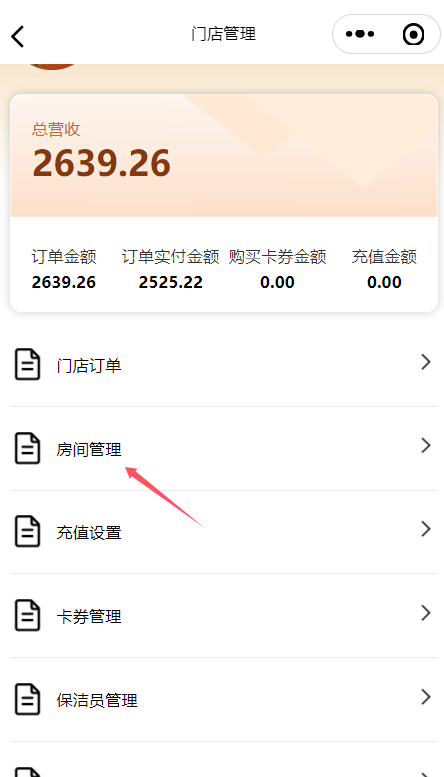 门店管理
总营收
2639.26
订单金额 订单实付金额 购买卡券金额 充值金额
2639.26 2525.22 0.00 0.00
门店订单
房间管理
充值设置
卡券管理
保洁员管理